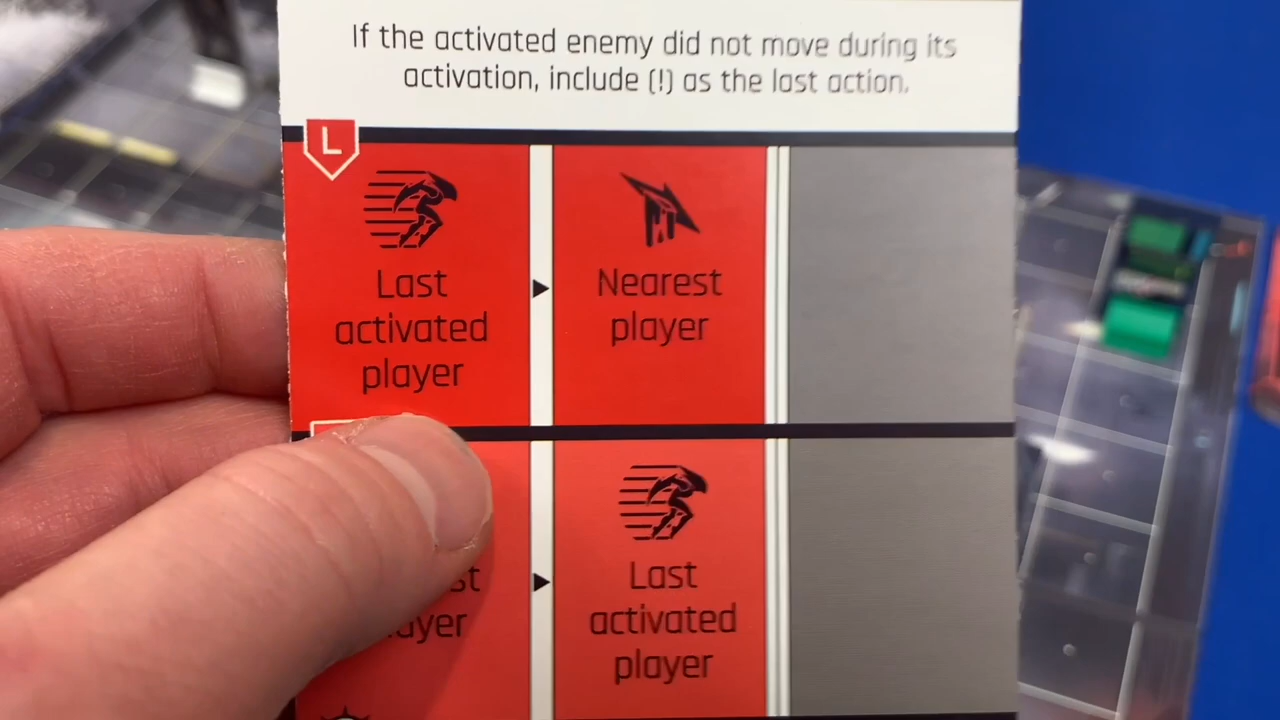 If the activated enemy did not move during its
activation, include (!) as the last action.
L
Last
activated
player
Nearest
player
Last
activated
player